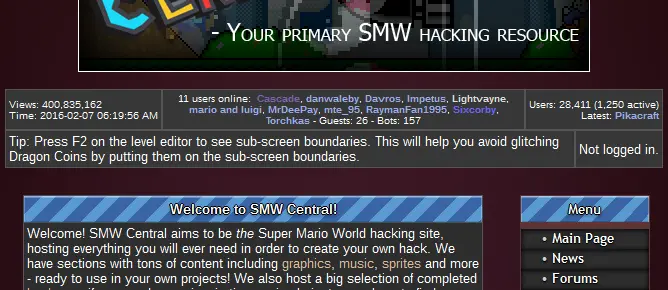 - YOUR PRIMARY SMW HACKING RESOURCE
Views: 400,835,162
Time: 2016-02-07 06:19:56 AM
11 users online: Cascade, danwaleby, Davros, Impetus, Lightvayne,
mario and luigi, MrDeePay, mte_95, RaymanFan1995, Sixcorby,
Torchkas - Guests: 26 - Bots: 157
Users: 28,411 (1,250 active)
Latest: Pikacraft
Tip: Press F2 on the level editor to see sub-screen boundaries. This will help you avoid glitching
Dragon Coins by putting them on the sub-screen boundaries.
Not logged in.
Welcome to SMW Central!
Welcome! SMW Central aims to be the Super Mario World hacking site,
hosting everything you will ever need in order to create your own hack. We
have sections with tons of content including graphics, music, sprites and more
- ready to use in your own projects! We also host a big selection of completed
Menu
• Main Page
• News
• Forums